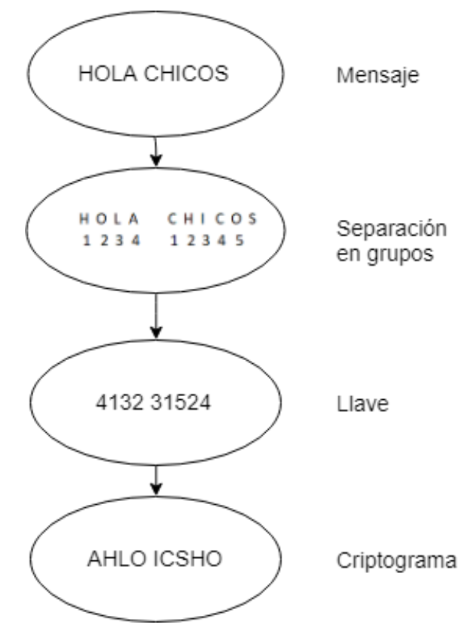 HOLA CHICOS
Mensaje
H O L A C H I C O S
1 2 3 4 1 2 3 4 5
Separación
en grupos
4132 31524
Llave
AHLO ICSHO
Criptograma